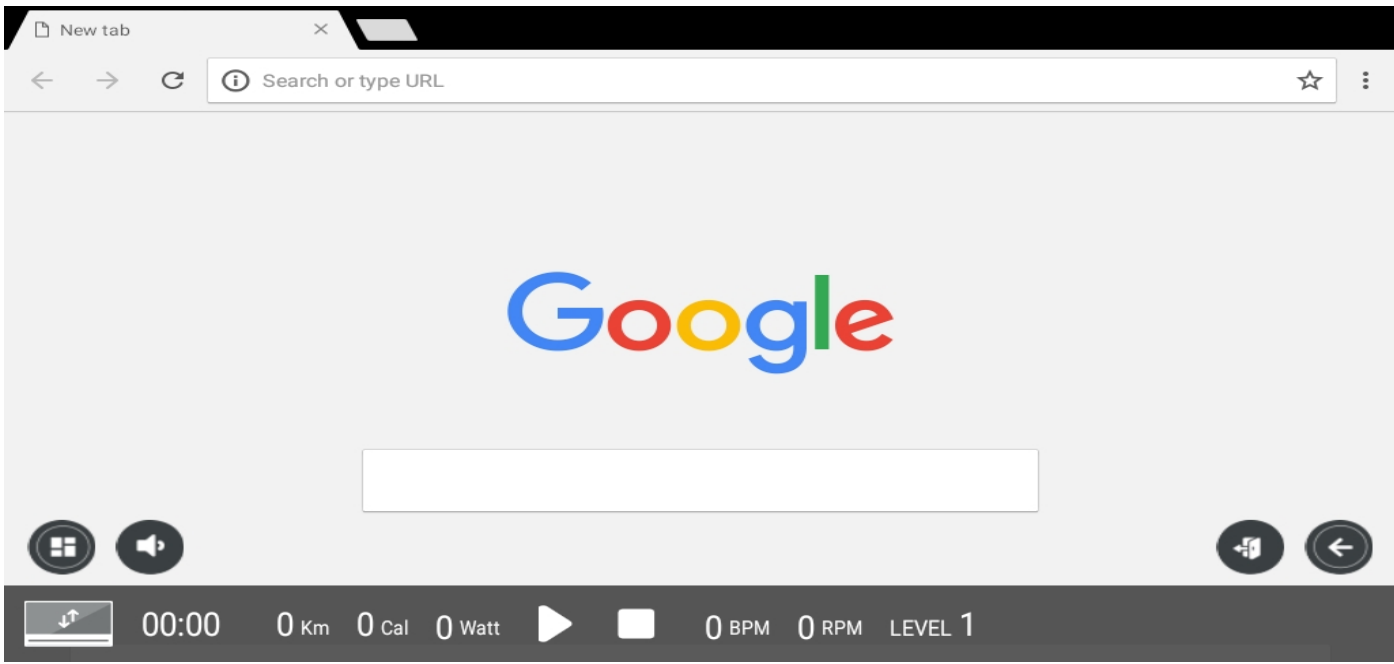 New tab
Search or type URL
Google
00:00 0 Km 0 Cal 0 Watt 0 BPM 0 RPM LEVEL 1